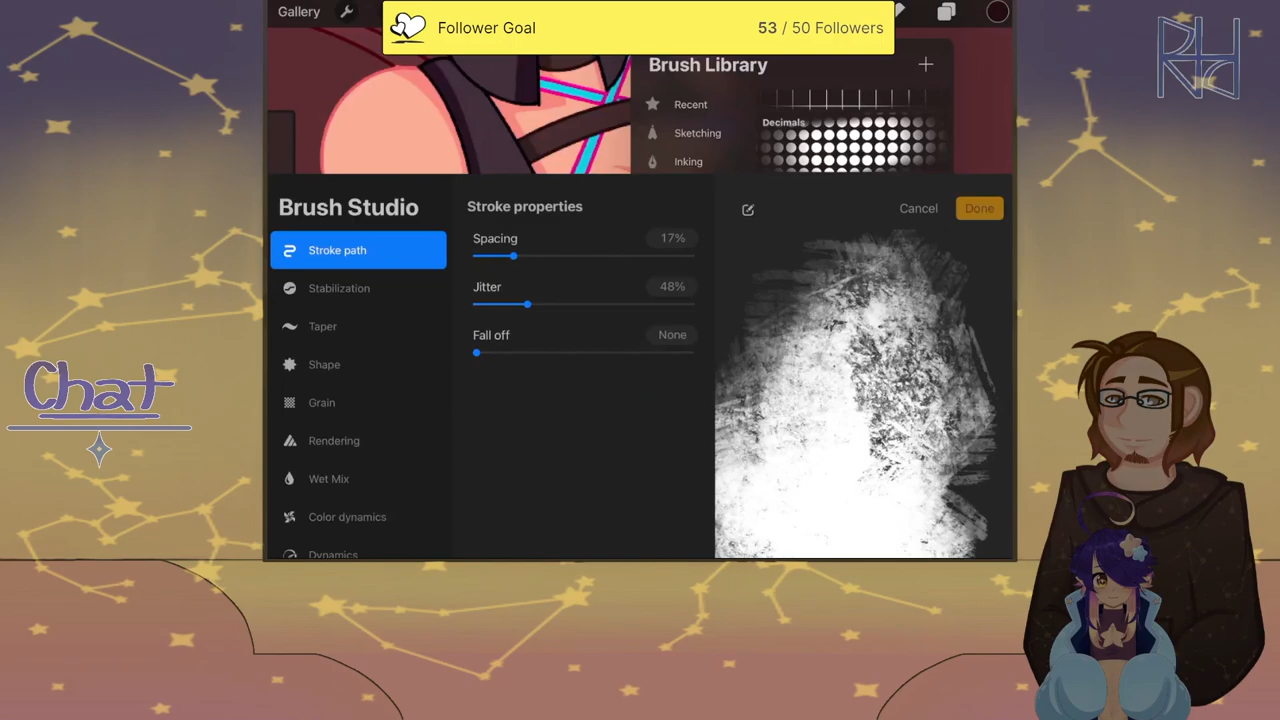 Gallery
Follower Goal
53 / 50 Followers
Brush Library
Recent
Sketching
Inking
Decimals
Brush Studio
Stroke path
Stabilization
Taper
Shape
Grain
Rendering
Wet Mix
Color dynamics
Dynamics
Stroke properties
Spacing
17%
Jitter
48%
Fall off
None
Cancel
Done
Chat